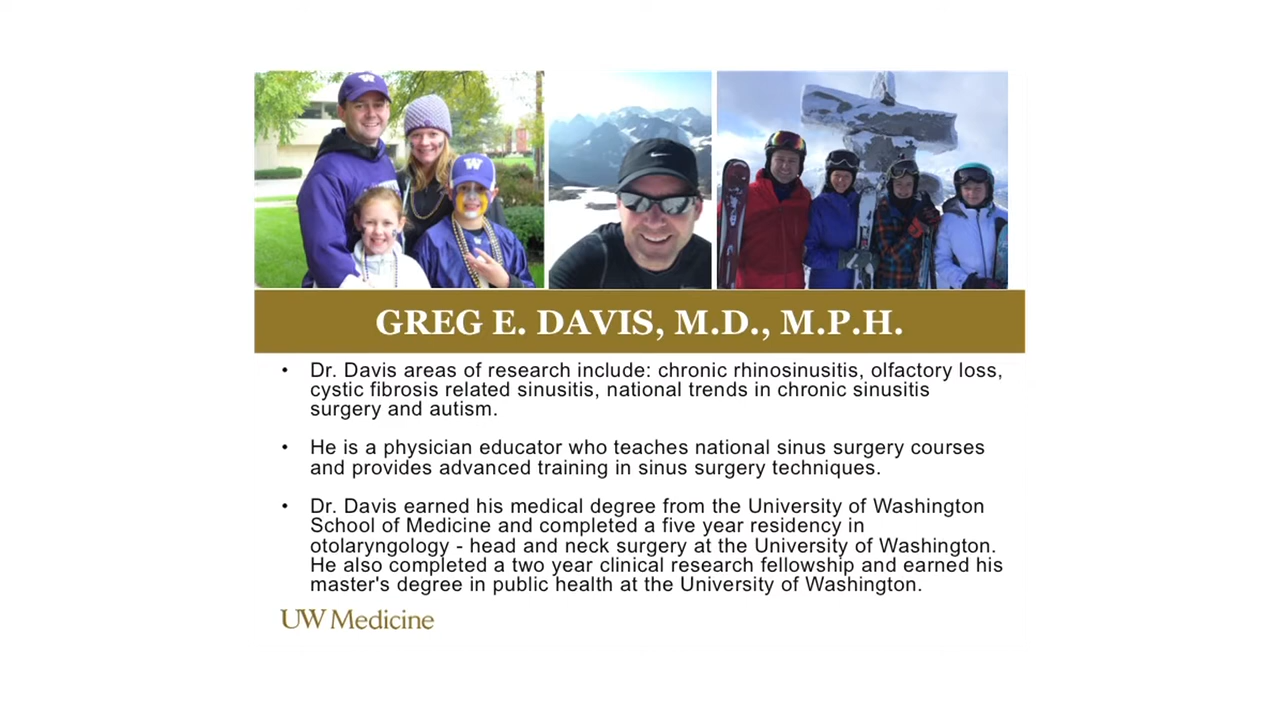 W
W
GREG E. DAVIS, M.D., M.P.H.
• Dr. Davis areas of research include: chronic rhinosinusitis, olfactory loss,
cystic fibrosis related sinusitis, national trends in chronic sinusitis
surgery and autism.
• He is a physician educator who teaches national sinus surgery courses
and provides advanced training in sinus surgery techniques.
• Dr. Davis earned his medical degree from the University of Washington
School of Medicine and completed a five year residency in
otolaryngology - head and neck surgery at the University of Washington.
He also completed a two year clinical research fellowship and earned his
master's degree in public health at the University of Washington.
UW Medicine